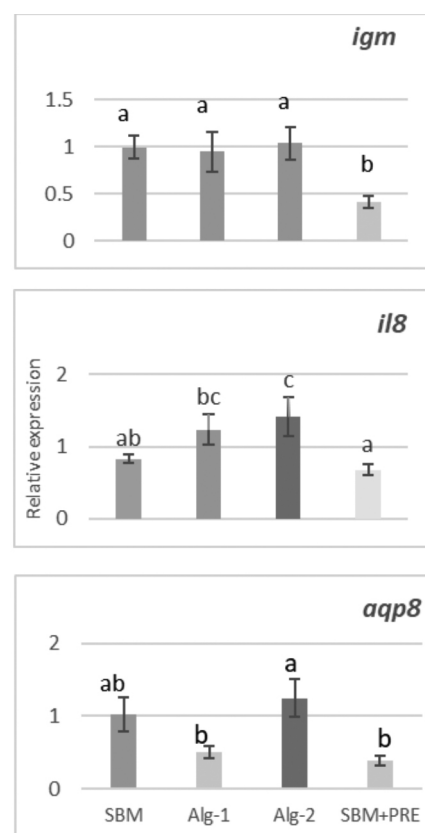 igm
1.5
a a a
1
b
0.5
0
il8
2
c
bc
ab
1
a
0
Relative expression
aqp8
2
a
ab
1
b b
0
SBM Alg-1 Alg-2 SBM+PRE